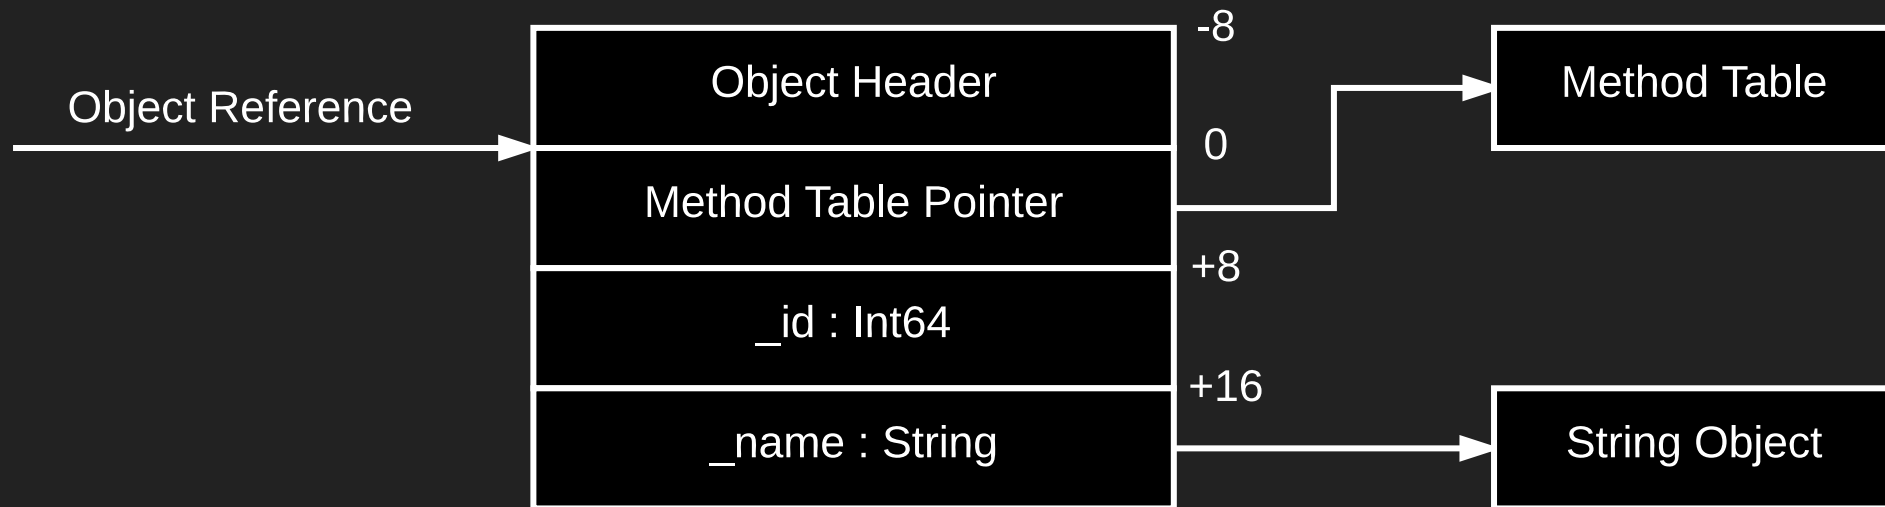 -8
Object Header
Method Table
Object Reference
0
Method Table Pointer
+8
_id : Int64
+16
_name : String
String Object